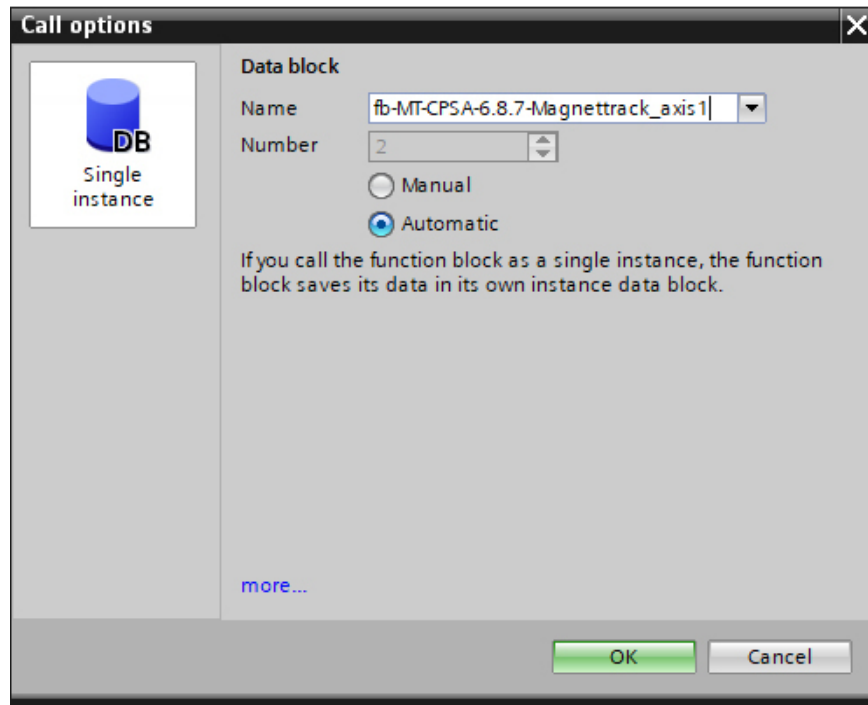 Call options
DB
Single
instance
Data block
Name
fb-MT-CPSA-6.8.7-Magnettrack_axis1
Number
2
Manual
Automatic
If you call the function block as a single instance, the function
block saves its data in its own instance data block.
more...
OK
Cancel